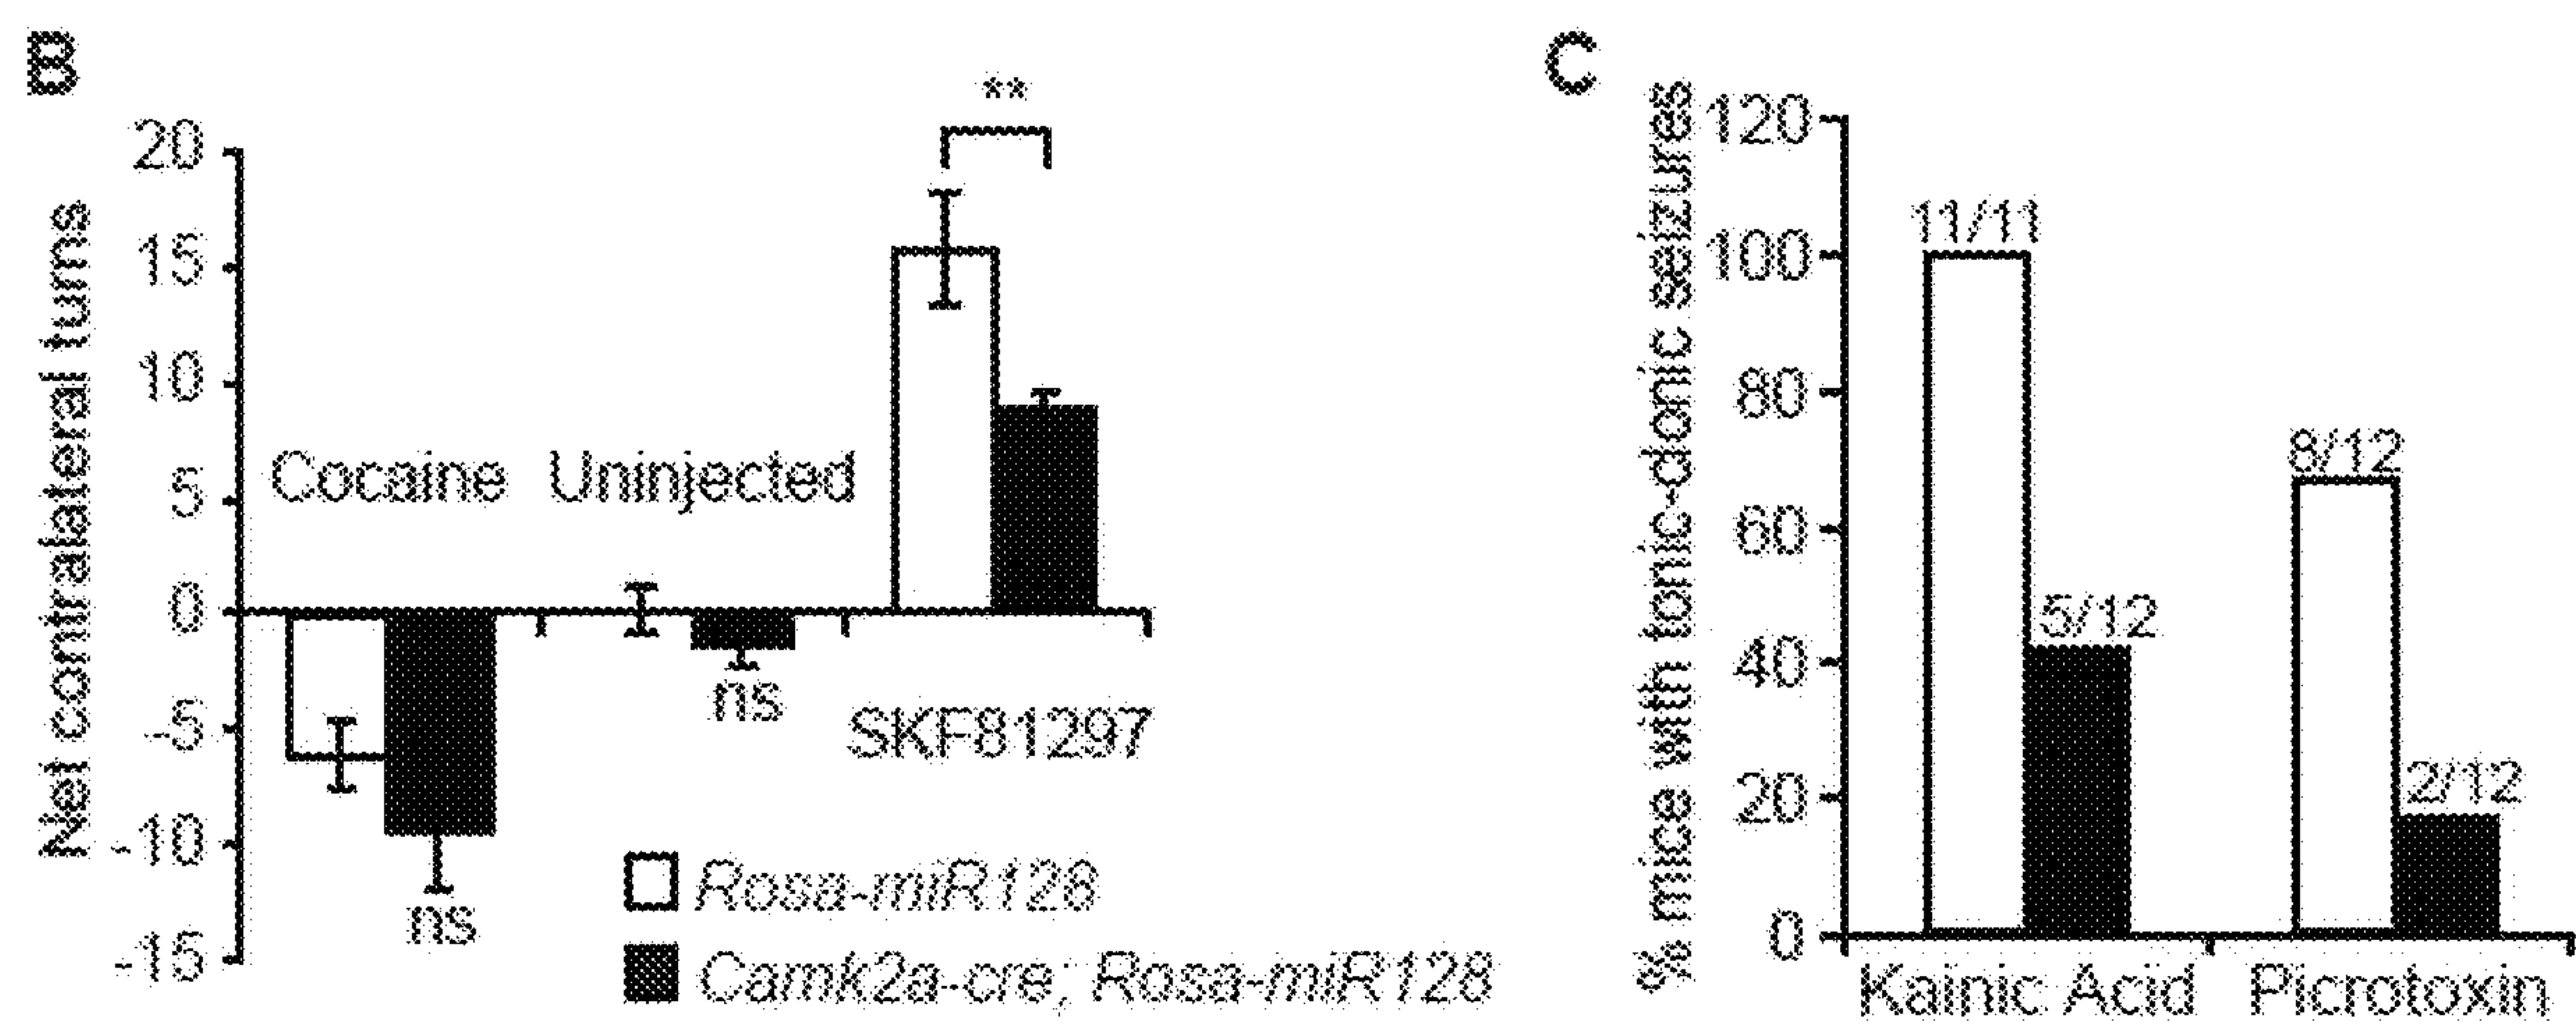 B
**
20
15
10
5
0
-5
-10
-15
Net contralateral turns
Cocaine
Uninjected
ns
ns
SKF81297
Rosa-miR128
Camk2a-cre; Rosa-miR128
C
120
100
80
60
40
20
0
% mice with tonic-clonic seizures
11/11
5/12
8/12
2/12
Kainic Acid
Picrotoxin